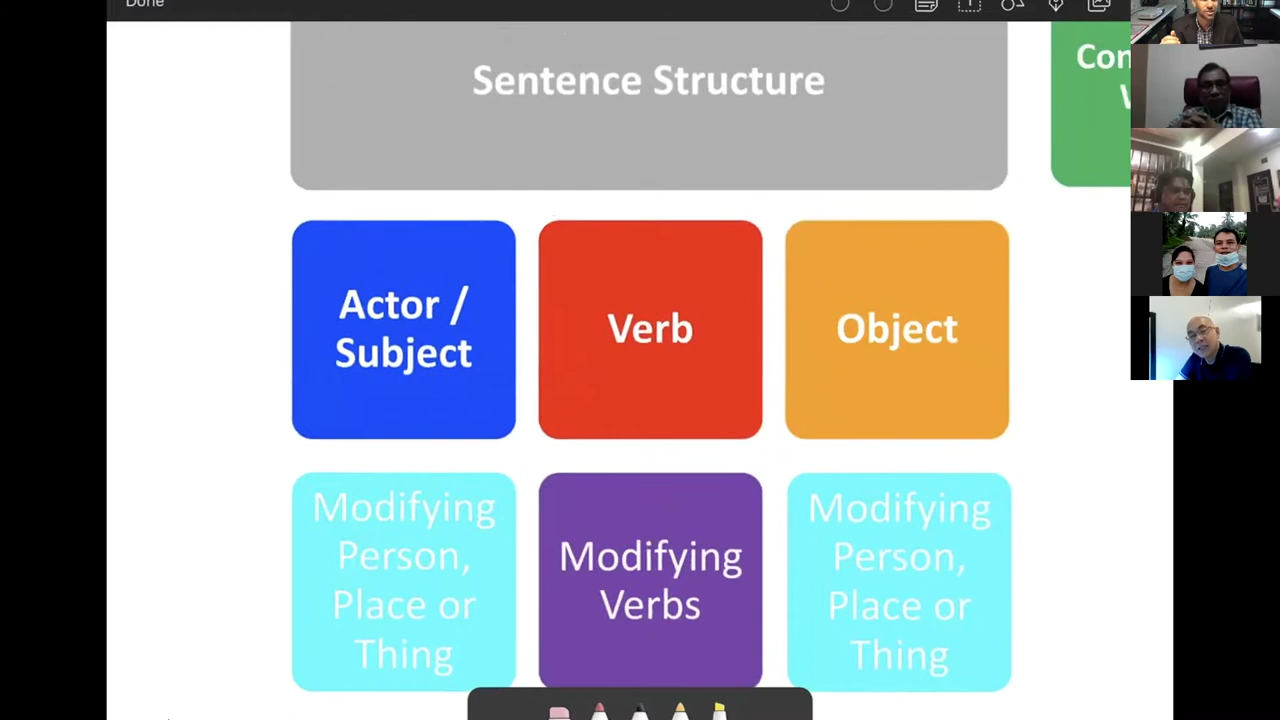 Done
Sentence Structure
Actor /
Subject
Verb
Object
Modifying
Person,
Place or
Thing
Modifying
Verbs
Modifying
Person,
Place or
Thing